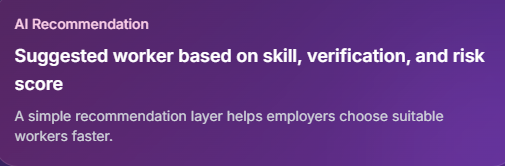 AI Recommendation
Suggested worker based on skill, verification, and risk
score
A simple recommendation layer helps employers choose suitable
workers faster.